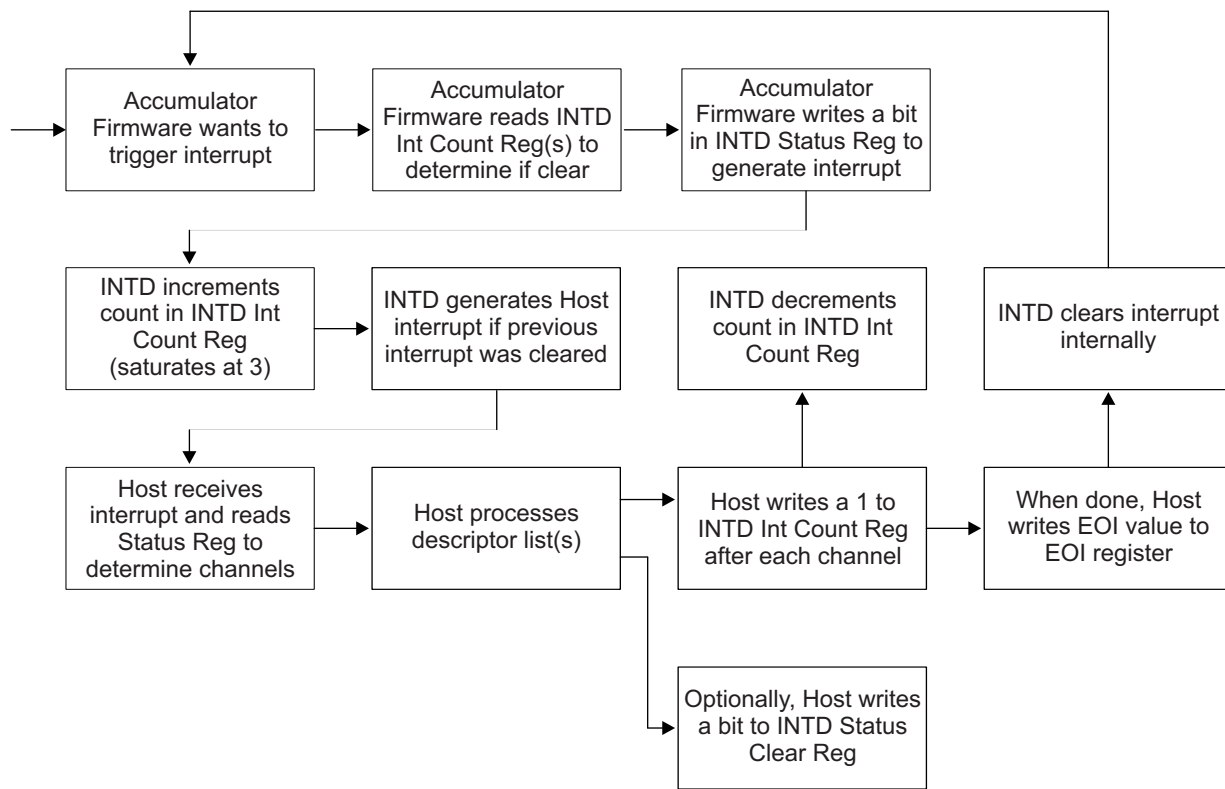 Accumulator
Firmware wants to
trigger interrupt
Accumulator
Firmware reads INTD
Int Count Reg(s) to
determine if clear
Accumulator
Firmware writes a bit
in INTD Status Reg to
generate interrupt
INTD increments
count in INTD Int
Count Reg
(saturates at 3)
INTD generates Host
interrupt if previous
interrupt was cleared
INTD decrements
count in INTD Int
Count Reg
INTD clears interrupt
internally
Host receives
interrupt and reads
Status Reg to
determine channels
Host processes
descriptor list(s)
Host writes a 1 to
INTD Int Count Reg
after each channel
When done, Host
writes EOI value to
EOI register
Optionally, Host writes
a bit to INTD Status
Clear Reg